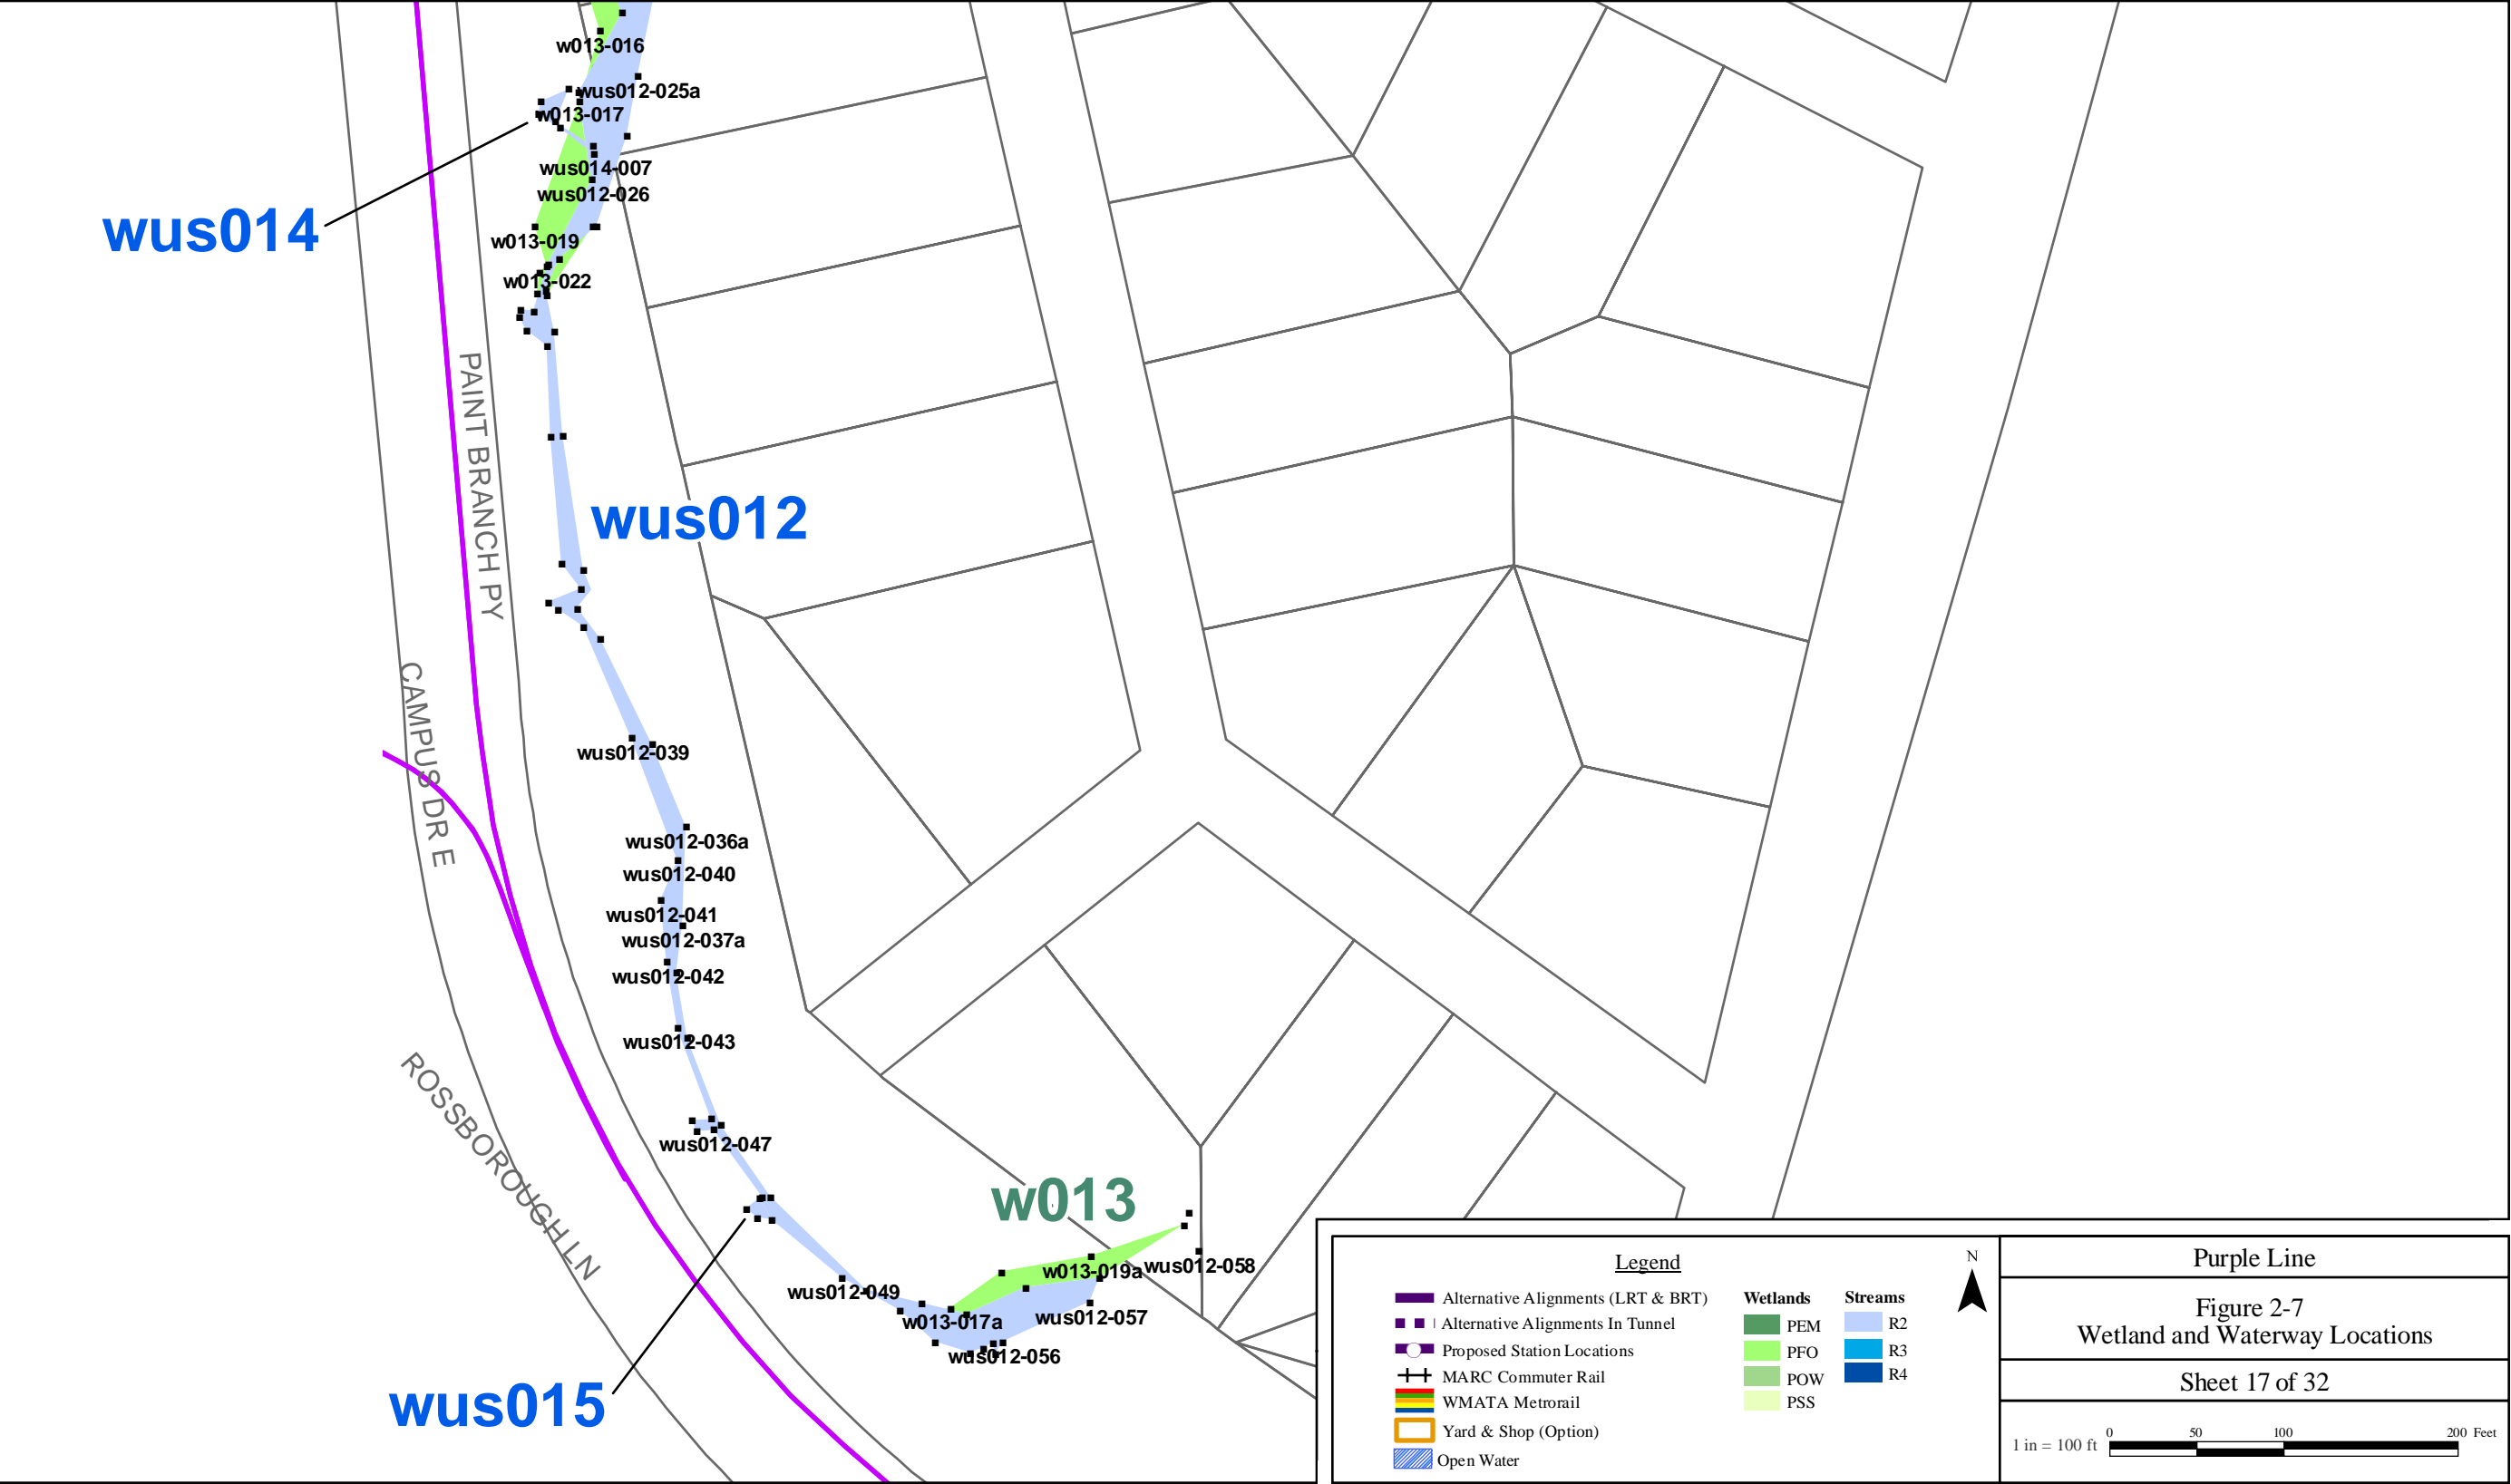 w013-016
wus012-025a
w013-017
wus014-007
wus012-026
wus014
w013-019
w013-022
PAINT BRANCH PY
wus012
CAMPUS DR E
wus012-039
wus012-036a
wus012-040
wus012-041
wus012-037a
wus012-042
wus012-043
ROSSBOROUGH LN
wus012-047
w013
w013-019a
wus012-058
wus012-049
w013-017a
wus012-057
wus012-056
wus015
Legend
Alternative Alignments (LRT & BRT)
Alternative Alignments In Tunnel
Proposed Station Locations
MARC Commuter Rail
WMATA Metrorail
Yard & Shop (Option)
Open Water
Wetlands
PEM
PFO
POW
PSS
Streams
R2
R3
R4
N
Purple Line
Figure 2-7
Wetland and Waterway Locations
Sheet 17 of 32
1 in = 100 ft
0 50 100 200 Feet